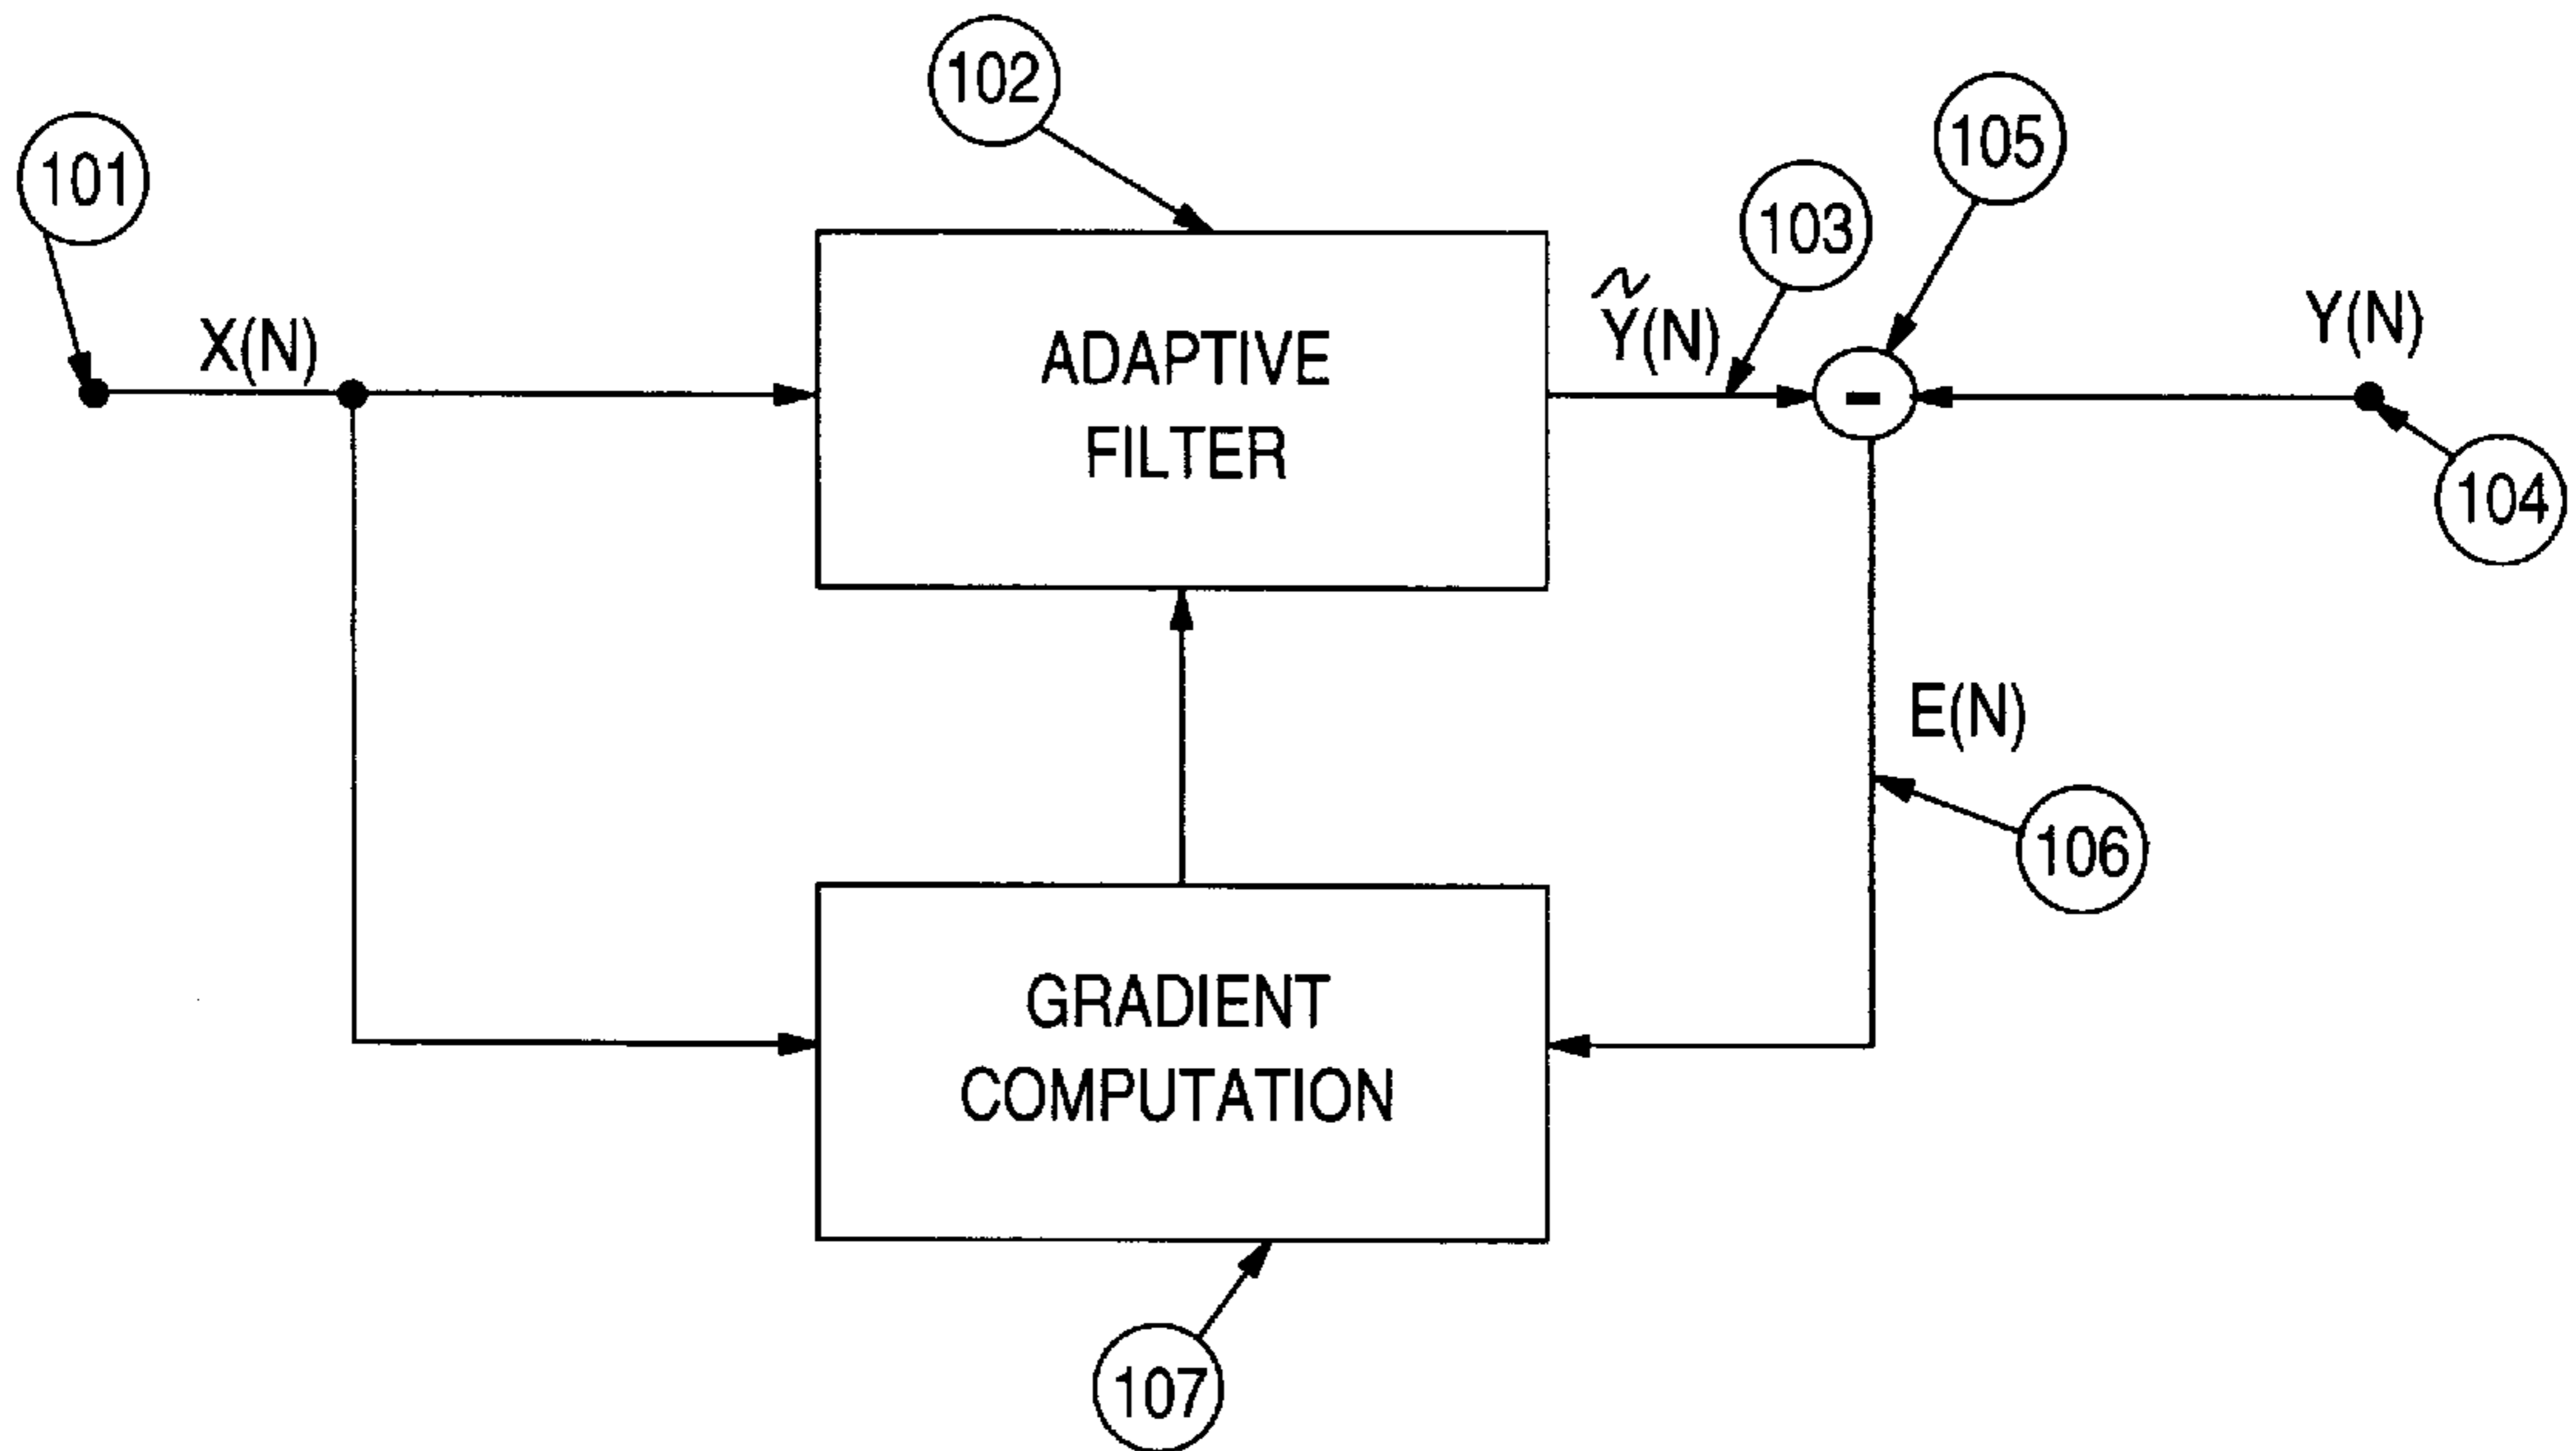 102
105
101
103
X(N)
ADAPTIVE
FILTER
Ỹ(N)
-
Y(N)
104
E(N)
106
GRADIENT
COMPUTATION
107